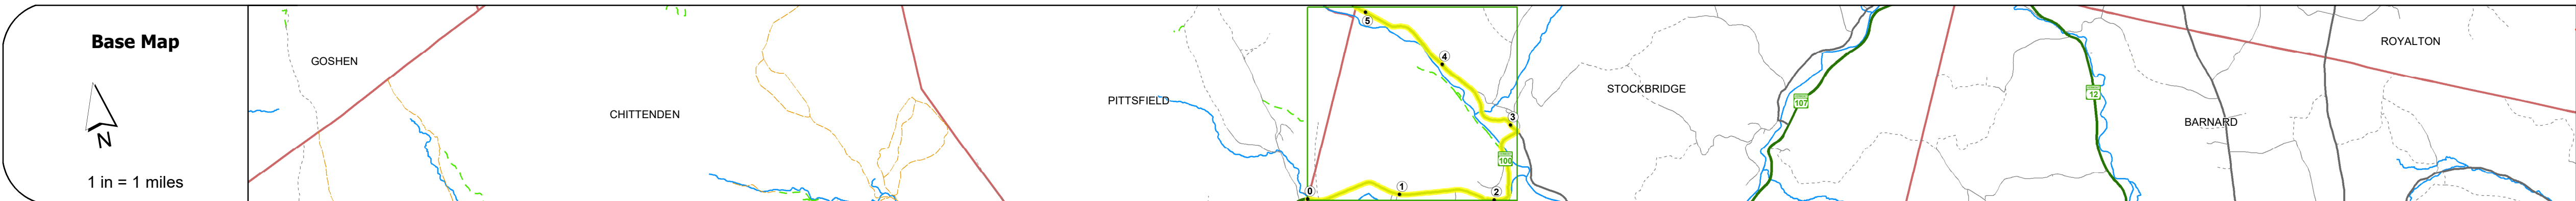 Base Map
N
1 in = 1 miles
GOSHEN
CHITTENDEN
PITTSFIELD
STOCKBRIDGE
BARNARD
ROYALTON
5
4
3
100
0
1
2
107
12